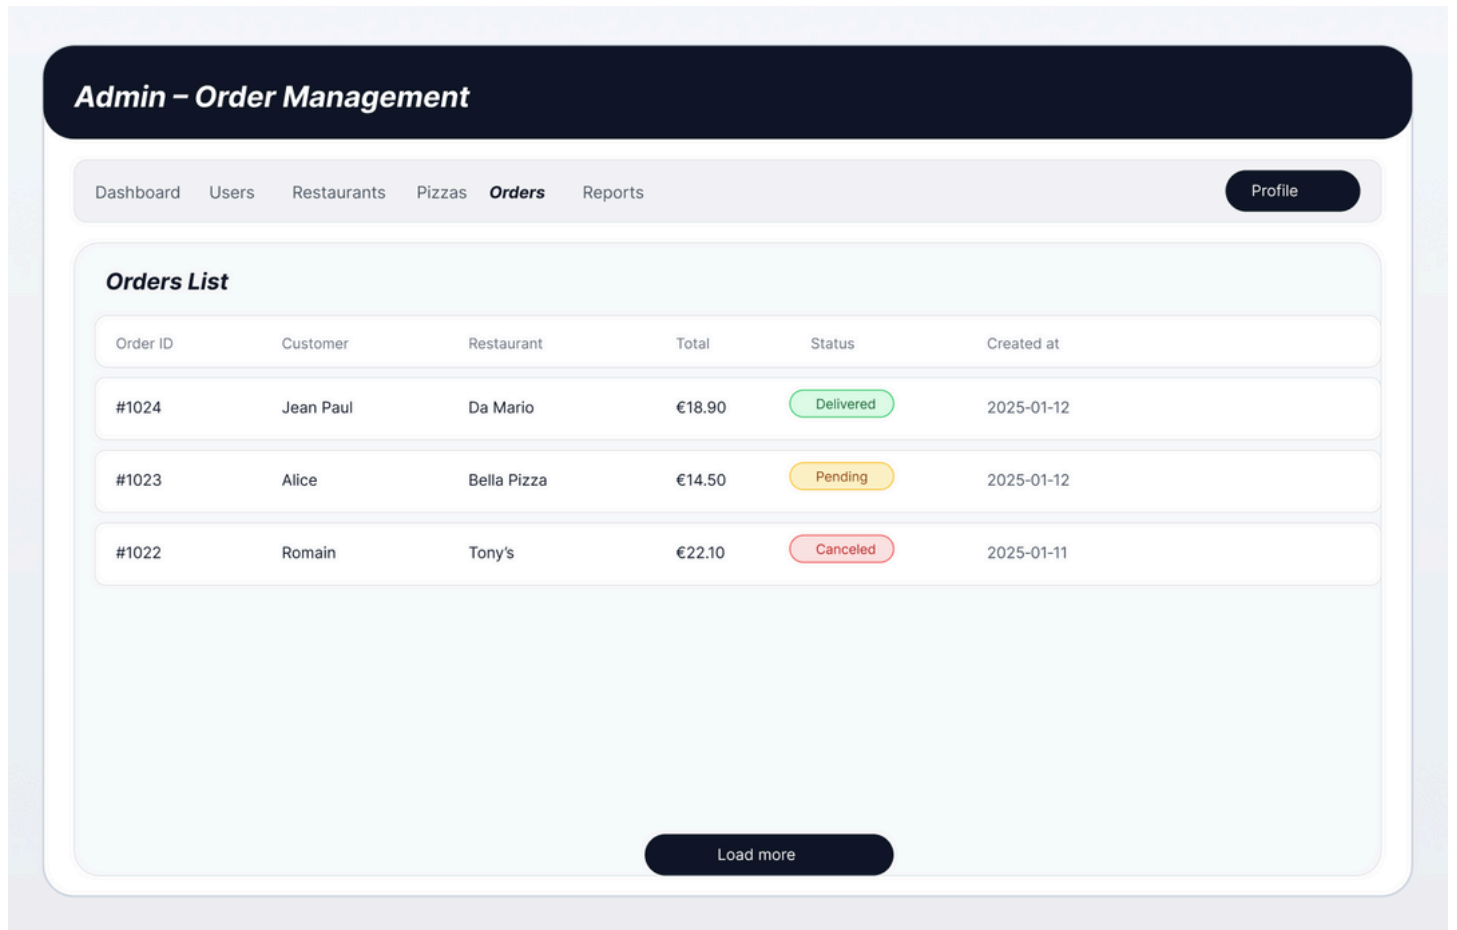 Admin – Order Management
Dashboard Users Restaurants Pizzas Orders Reports Profile
Orders List
Order ID Customer Restaurant Total Status Created at
#1024 Jean Paul Da Mario €18.90 Delivered 2025-01-12
#1023 Alice Bella Pizza €14.50 Pending 2025-01-12
#1022 Romain Tony’s €22.10 Canceled 2025-01-11
Load more